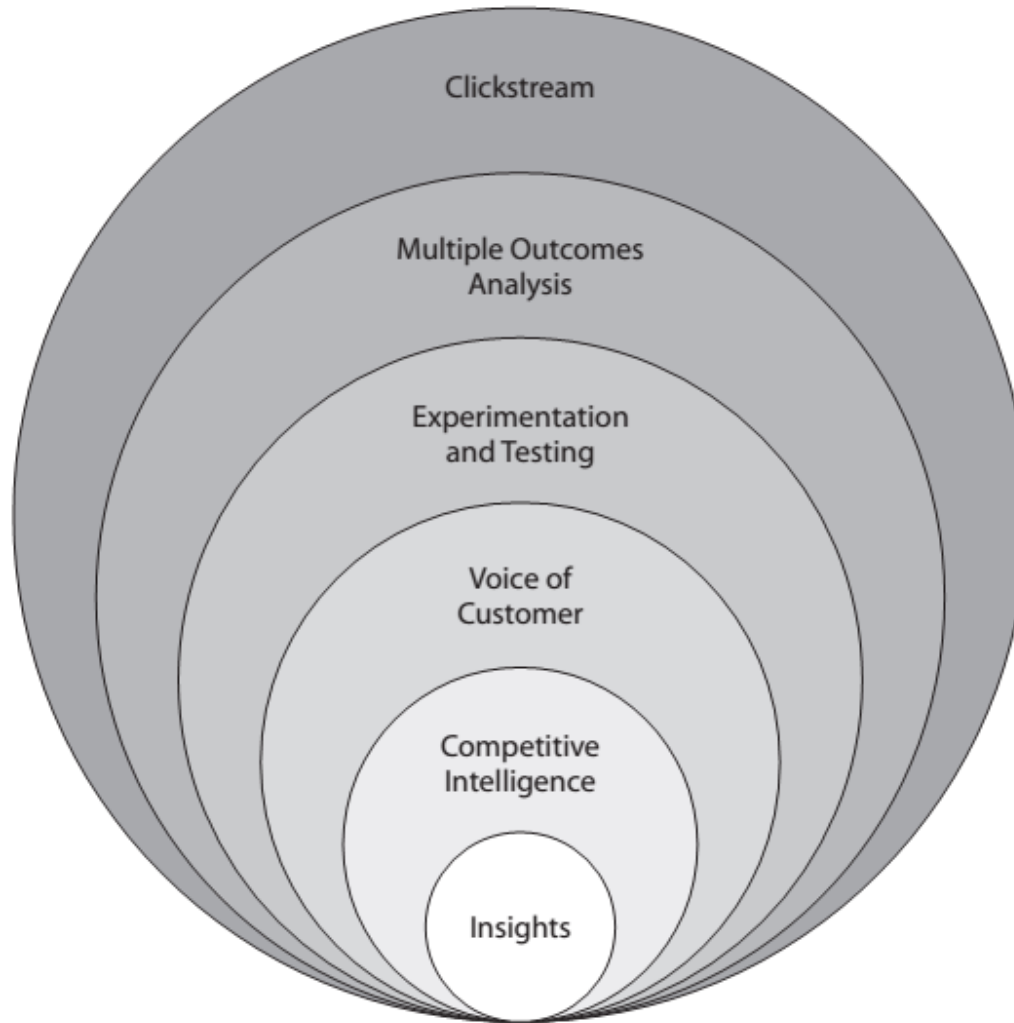 Clickstream
Multiple Outcomes
Analysis
Experimentation
and Testing
Voice of
Customer
Competitive
Intelligence
Insights